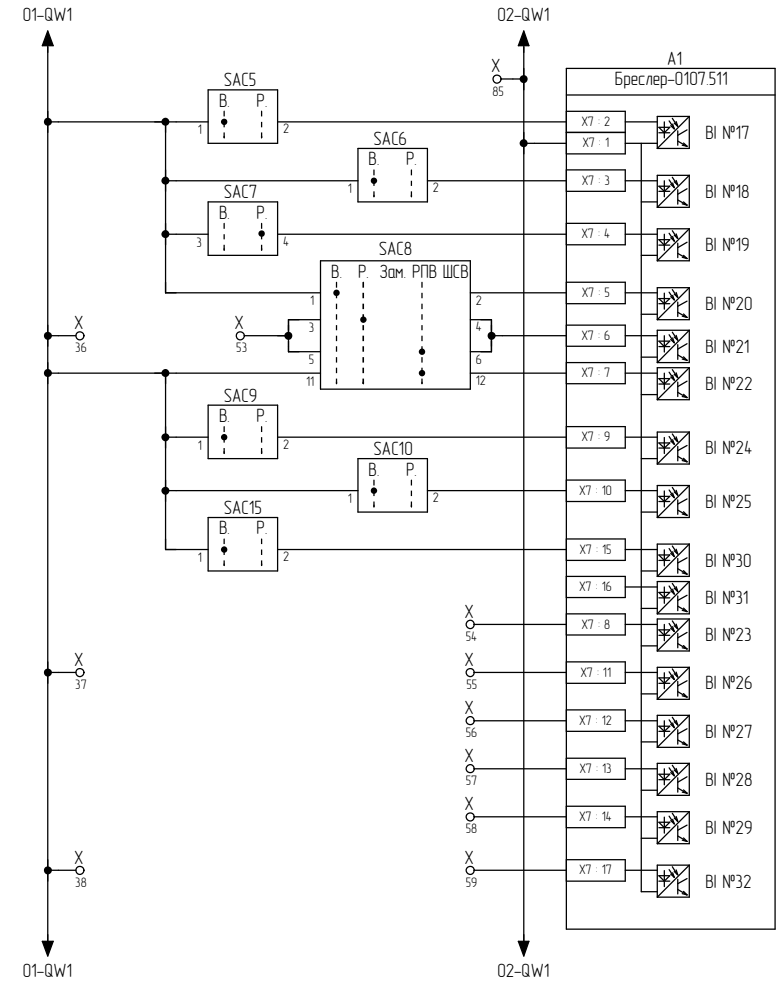 01-QW1
02-QW1
X
85
A1
Бреслер-0107.511
SAC5
В. Р.
1
2
X7 : 2
BI №17
X7 : 1
SAC6
В. Р.
1
2
X7 : 3
BI №18
SAC7
В. Р.
3
4
X7 : 4
BI №19
SAC8
В. Р. Зам. РПВ ШСВ
1
2
X7 : 5
BI №20
3
4
X
36
X
53
X7 : 6
BI №21
5
6
11
12
X7 : 7
BI №22
SAC9
В. Р.
1
2
X7 : 9
BI №24
SAC10
В. Р.
1
2
X7 : 10
BI №25
SAC15
В. Р.
1
2
X7 : 15
BI №30
X7 : 16
BI №31
X
54
X7 : 8
BI №23
X
37
X
55
X7 : 11
BI №26
X
56
X7 : 12
BI №27
X
57
X7 : 13
BI №28
X
58
X7 : 14
BI №29
X
38
X
59
X7 : 17
BI №32
01-QW1
02-QW1